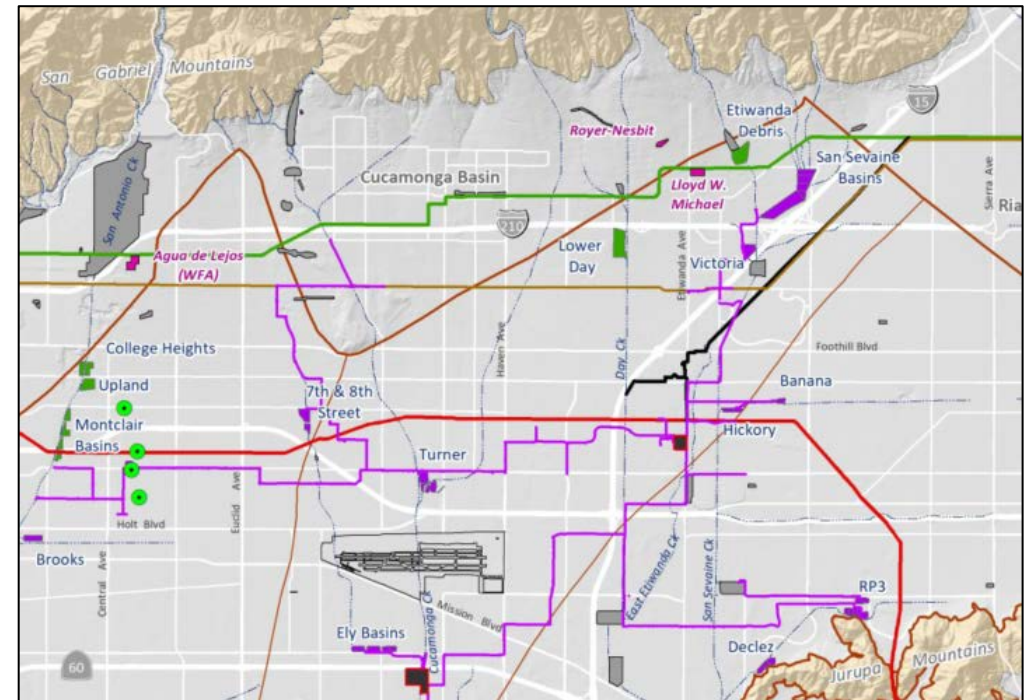 San Gabriel Mountains
15
Etiwanda
Debris
Royer-Nesbit
San Sevaine
Basins
Cucamonga Basin
Lloyd W.
Michael
Sierra Ave
Ria
San Antonio Ck
210
Agua de Lejos
(WFA)
Lower
Day
Etiwanda Ave
Victoria
Haven Ave
Day Ck
Foothill Blvd
College Heights
Upland
Banana
7th & 8th
Street
Montclair
Basins
Hickory
Turner
Euclid Ave
Holt Blvd
Brooks
Central Ave
East Etiwanda Ck
San Sevaine Ck
RP3
Cucamonga Ck
Mission Blvd
Ely Basins
Declez
Jurupa Mountains
60